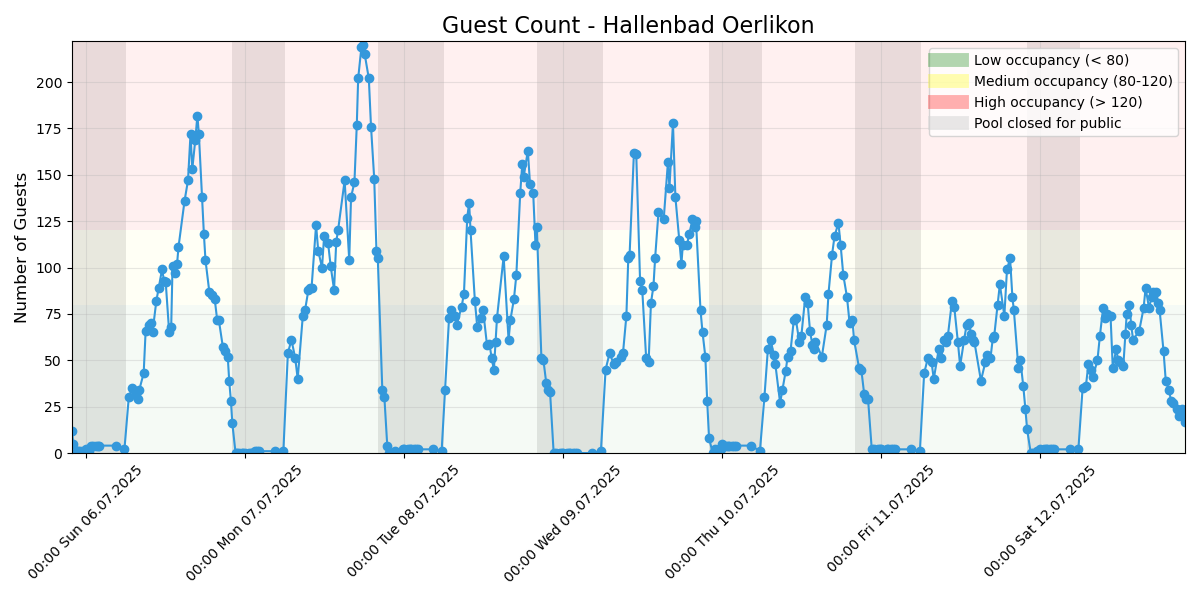 Guest Count - Hallenbad Oerlikon
Number of Guests
200
175
150
125
100
75
50
25
0
Low occupancy (< 80)
Medium occupancy (80-120)
High occupancy (> 120)
Pool closed for public
00:00 Sun 06.07.2025
00:00 Mon 07.07.2025
00:00 Tue 08.07.2025
00:00 Wed 09.07.2025
00:00 Thu 10.07.2025
00:00 Fri 11.07.2025
00:00 Sat 12.07.2025